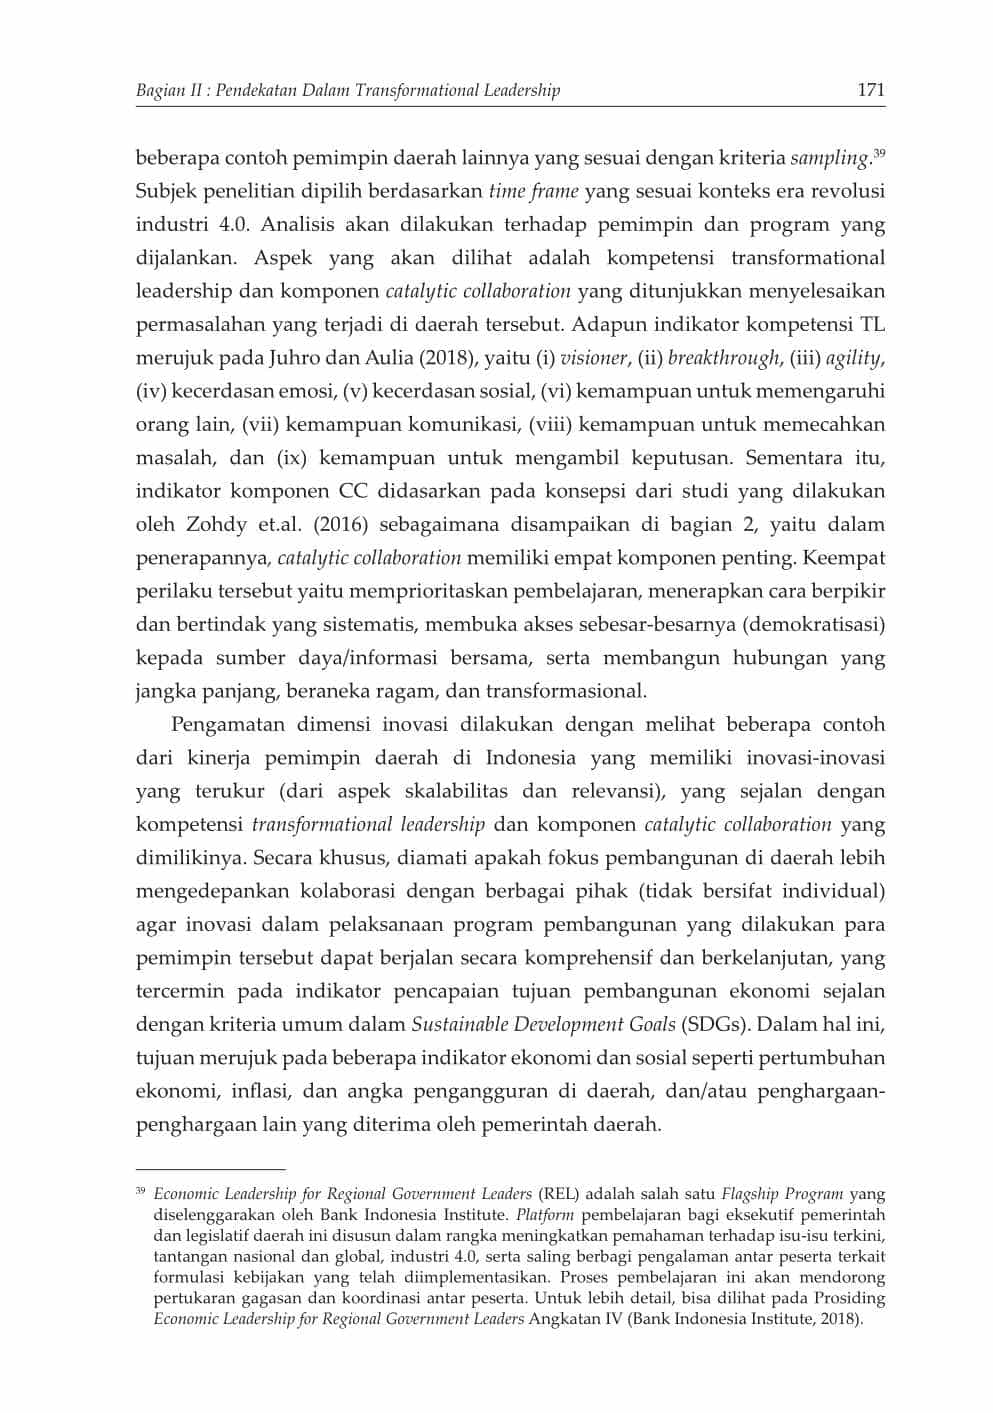 Bagian II : Pendekatan Dalam Transformational Leadership 171
beberapa contoh pemimpin daerah lainnya yang sesuai dengan kriteria sampling.39
Subjek penelitian dipilih berdasarkan time frame yang sesuai konteks era revolusi
industri 4.0. Analisis akan dilakukan terhadap pemimpin dan program yang
dijalankan. Aspek yang akan dilihat adalah kompetensi transformational
leadership dan komponen catalytic collaboration yang ditunjukkan menyelesaikan
permasalahan yang terjadi di daerah tersebut. Adapun indikator kompetensi TL
merujuk pada Juhro dan Aulia (2018), yaitu (i) visioner, (ii) breakthrough, (iii) agility,
(iv) kecerdasan emosi, (v) kecerdasan sosial, (vi) kemampuan untuk memengaruhi
orang lain, (vii) kemampuan komunikasi, (viii) kemampuan untuk memecahkan
masalah, dan (ix) kemampuan untuk mengambil keputusan. Sementara itu,
indikator komponen CC didasarkan pada konsepsi dari studi yang dilakukan
oleh Zohdy et.al. (2016) sebagaimana disampaikan di bagian 2, yaitu dalam
penerapannya, catalytic collaboration memiliki empat komponen penting. Keempat
perilaku tersebut yaitu memprioritaskan pembelajaran, menerapkan cara berpikir
dan bertindak yang sistematis, membuka akses sebesar-besarnya (demokratisasi)
kepada sumber daya/informasi bersama, serta membangun hubungan yang
jangka panjang, beraneka ragam, dan transformasional.
Pengamatan dimensi inovasi dilakukan dengan melihat beberapa contoh
dari kinerja pemimpin daerah di Indonesia yang memiliki inovasi-inovasi
yang terukur (dari aspek skalabilitas dan relevansi), yang sejalan dengan
kompetensi transformational leadership dan komponen catalytic collaboration yang
dimilikinya. Secara khusus, diamati apakah fokus pembangunan di daerah lebih
mengedepankan kolaborasi dengan berbagai pihak (tidak bersifat individual)
agar inovasi dalam pelaksanaan program pembangunan yang dilakukan para
pemimpin tersebut dapat berjalan secara komprehensif dan berkelanjutan, yang
tercermin pada indikator pencapaian tujuan pembangunan ekonomi sejalan
dengan kriteria umum dalam Sustainable Development Goals (SDGs). Dalam hal ini,
tujuan merujuk pada beberapa indikator ekonomi dan sosial seperti pertumbuhan
ekonomi, inflasi, dan angka pengangguran di daerah, dan/atau penghargaan-
penghargaan lain yang diterima oleh pemerintah daerah.
39 Economic Leadership for Regional Government Leaders (REL) adalah salah satu Flagship Program yang
diselenggarakan oleh Bank Indonesia Institute. Platform pembelajaran bagi eksekutif pemerintah
dan legislatif daerah ini disusun dalam rangka meningkatkan pemahaman terhadap isu-isu terkini,
tantangan nasional dan global, industri 4.0, serta saling berbagi pengalaman antar peserta terkait
formulasi kebijakan yang telah diimplementasikan. Proses pembelajaran ini akan mendorong
pertukaran gagasan dan koordinasi antar peserta. Untuk lebih detail, bisa dilihat pada Prosiding
Economic Leadership for Regional Government Leaders Angkatan IV (Bank Indonesia Institute, 2018).